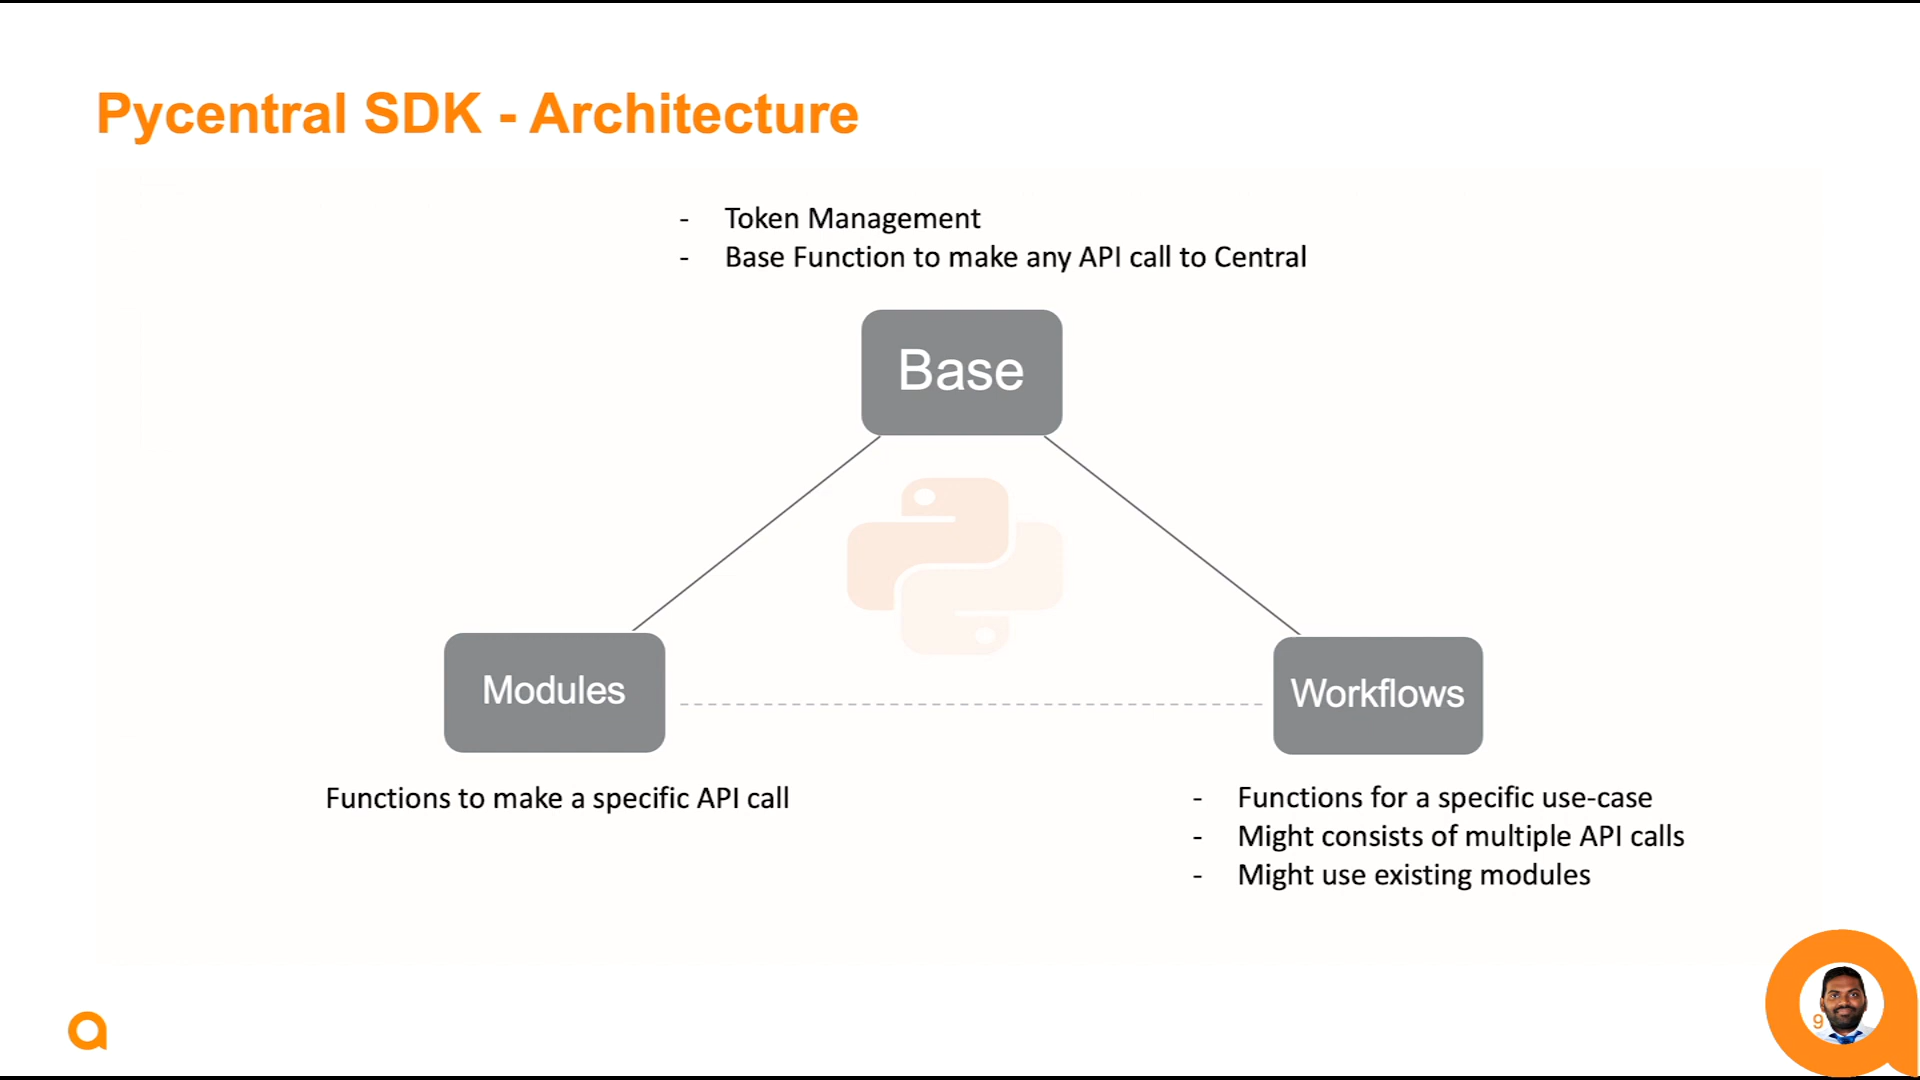 Pycentral SDK - Architecture
- Token Management
- Base Function to make any API call to Central
Base
Modules
Workflows
Functions to make a specific API call
- Functions for a specific use-case
- Might consists of multiple API calls
- Might use existing modules
9